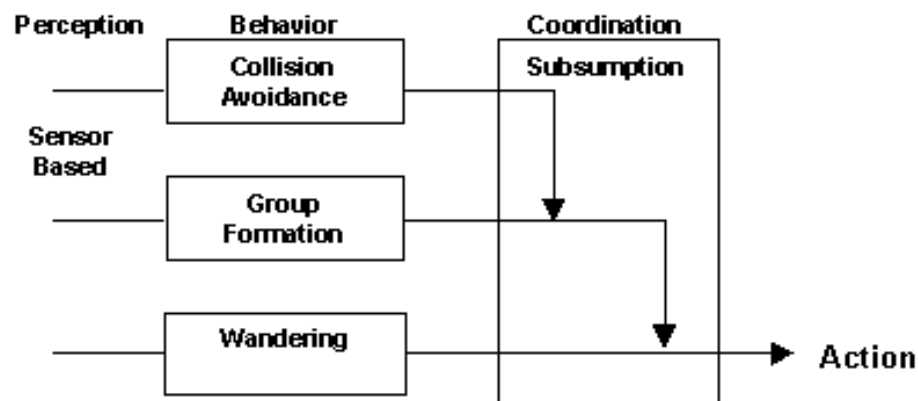 Perception Behavior Coordination
Collision
Avoidance
Subsumption
Sensor
Based
Group
Formation
Wandering
Action